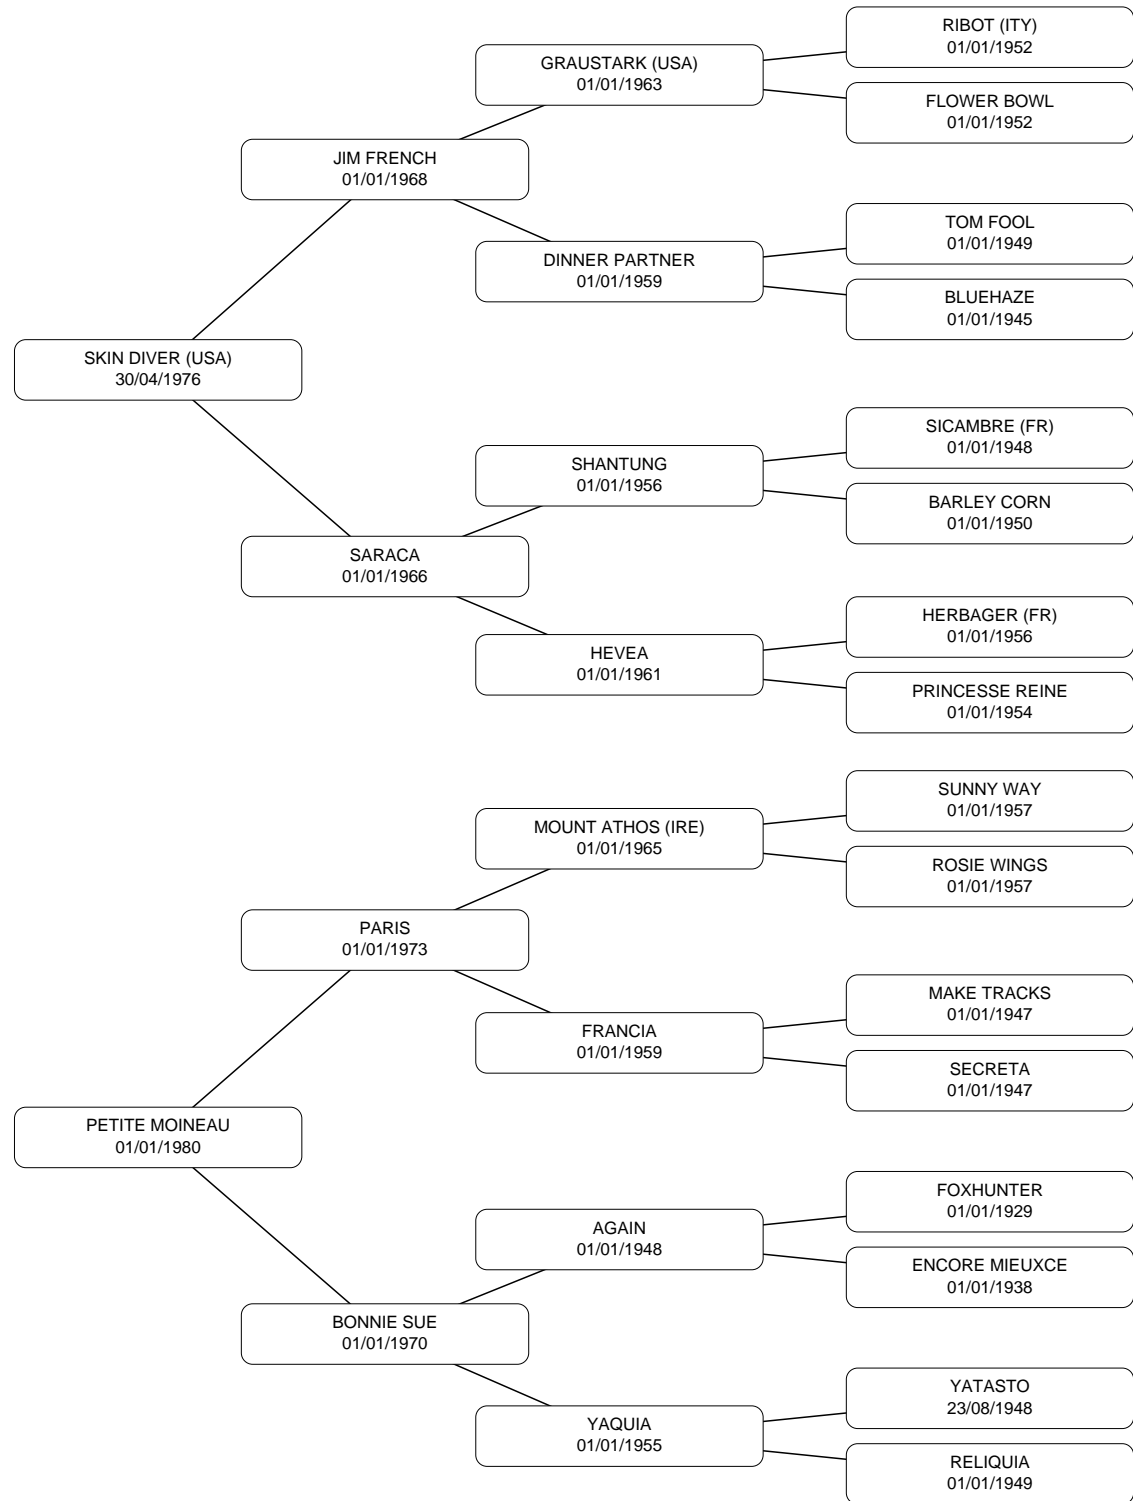 RIBOT (ITY)
01/01/1952
GRAUSTARK (USA)
01/01/1963
FLOWER BOWL
01/01/1952
JIM FRENCH
01/01/1968
TOM FOOL
01/01/1949
DINNER PARTNER
01/01/1959
BLUEHAZE
01/01/1945
SKIN DIVER (USA)
30/04/1976
SICAMBRE (FR)
01/01/1948
SHANTUNG
01/01/1956
BARLEY CORN
01/01/1950
SARACA
01/01/1966
HERBAGER (FR)
01/01/1956
HEVEA
01/01/1961
PRINCESSE REINE
01/01/1954
SUNNY WAY
01/01/1957
MOUNT ATHOS (IRE)
01/01/1965
ROSIE WINGS
01/01/1957
PARIS
01/01/1973
MAKE TRACKS
01/01/1947
FRANCIA
01/01/1959
SECRETA
01/01/1947
PETITE MOINEAU
01/01/1980
FOXHUNTER
01/01/1929
AGAIN
01/01/1948
ENCORE MIEUXCE
01/01/1938
BONNIE SUE
01/01/1970
YATASTO
23/08/1948
YAQUIA
01/01/1955
RELIQUIA
01/01/1949